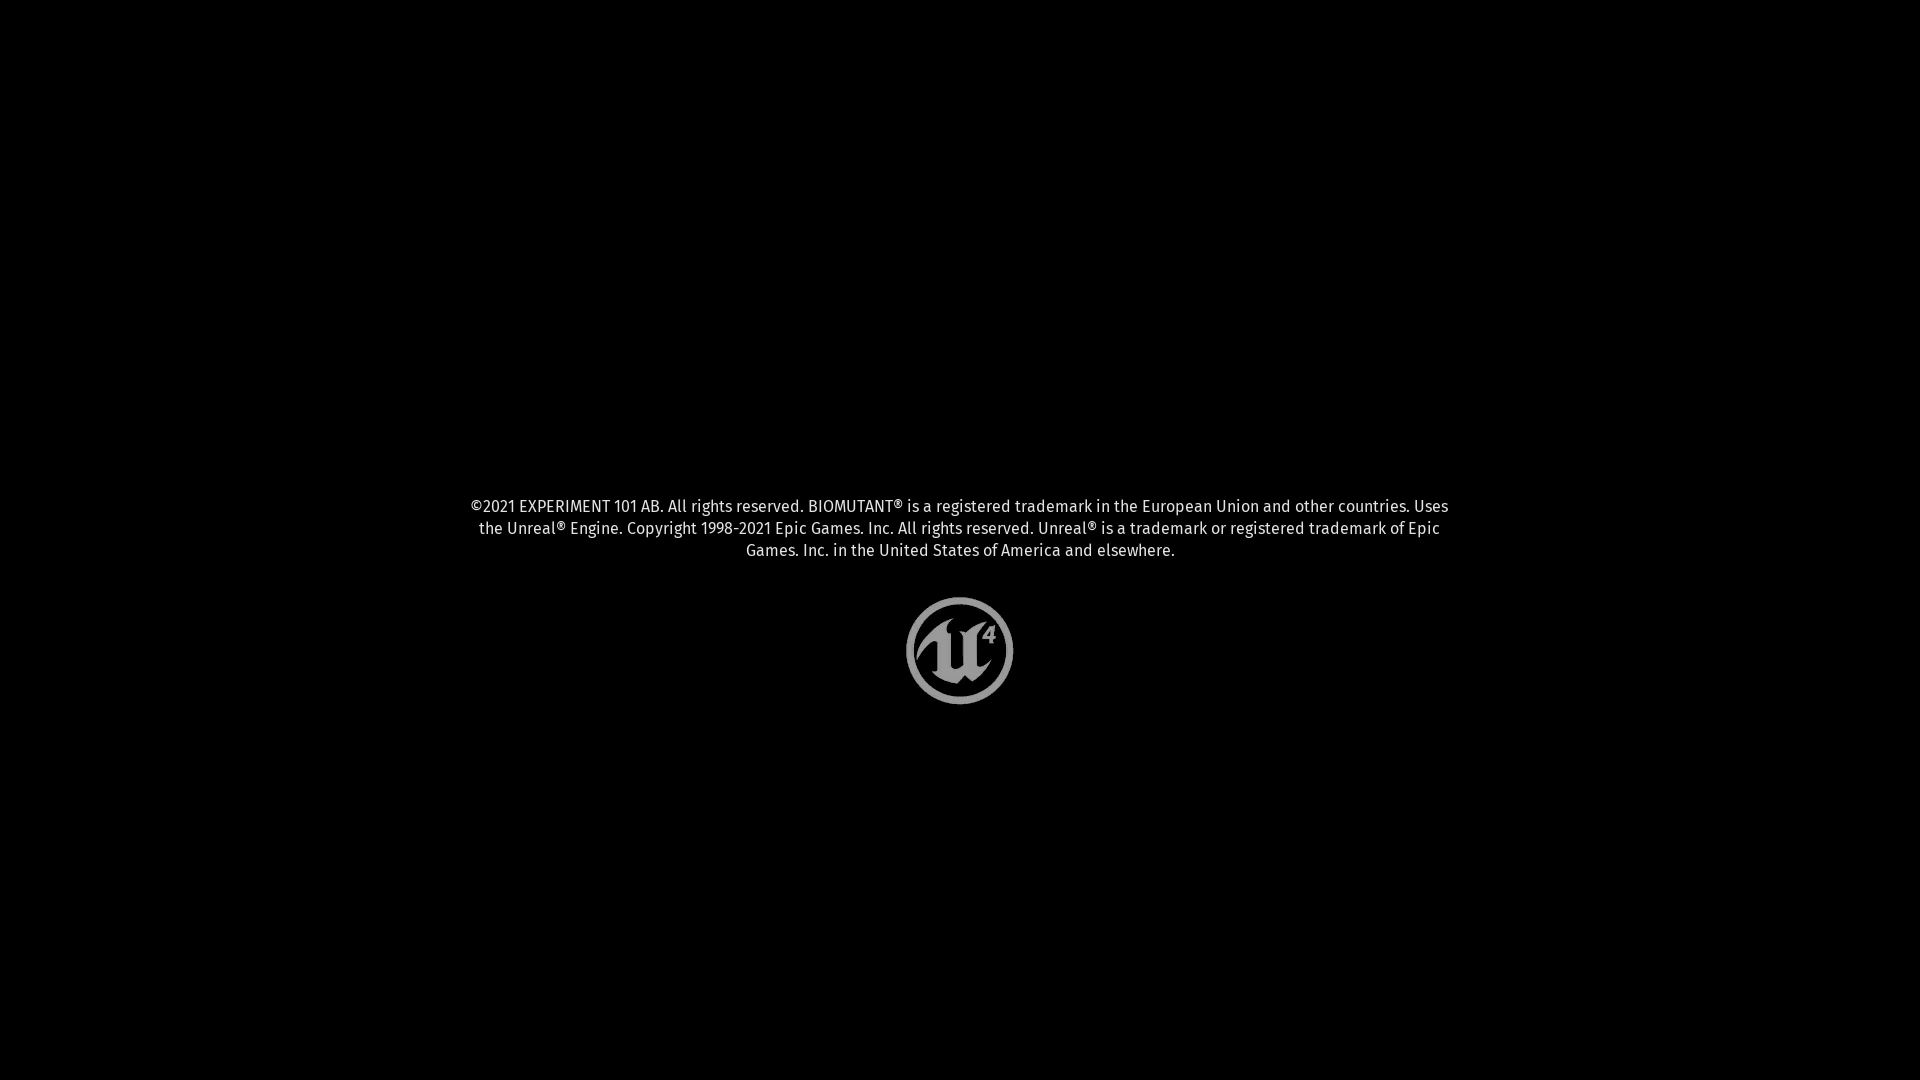 ©2021 EXPERIMENT 101 AB. All rights reserved. BIOMUTANT® is a registered trademark in the European Union and other countries. Uses
the Unreal® Engine. Copyright 1998-2021 Epic Games. Inc. All rights reserved. Unreal® is a trademark or registered trademark of Epic
Games. Inc. in the United States of America and elsewhere.
U4